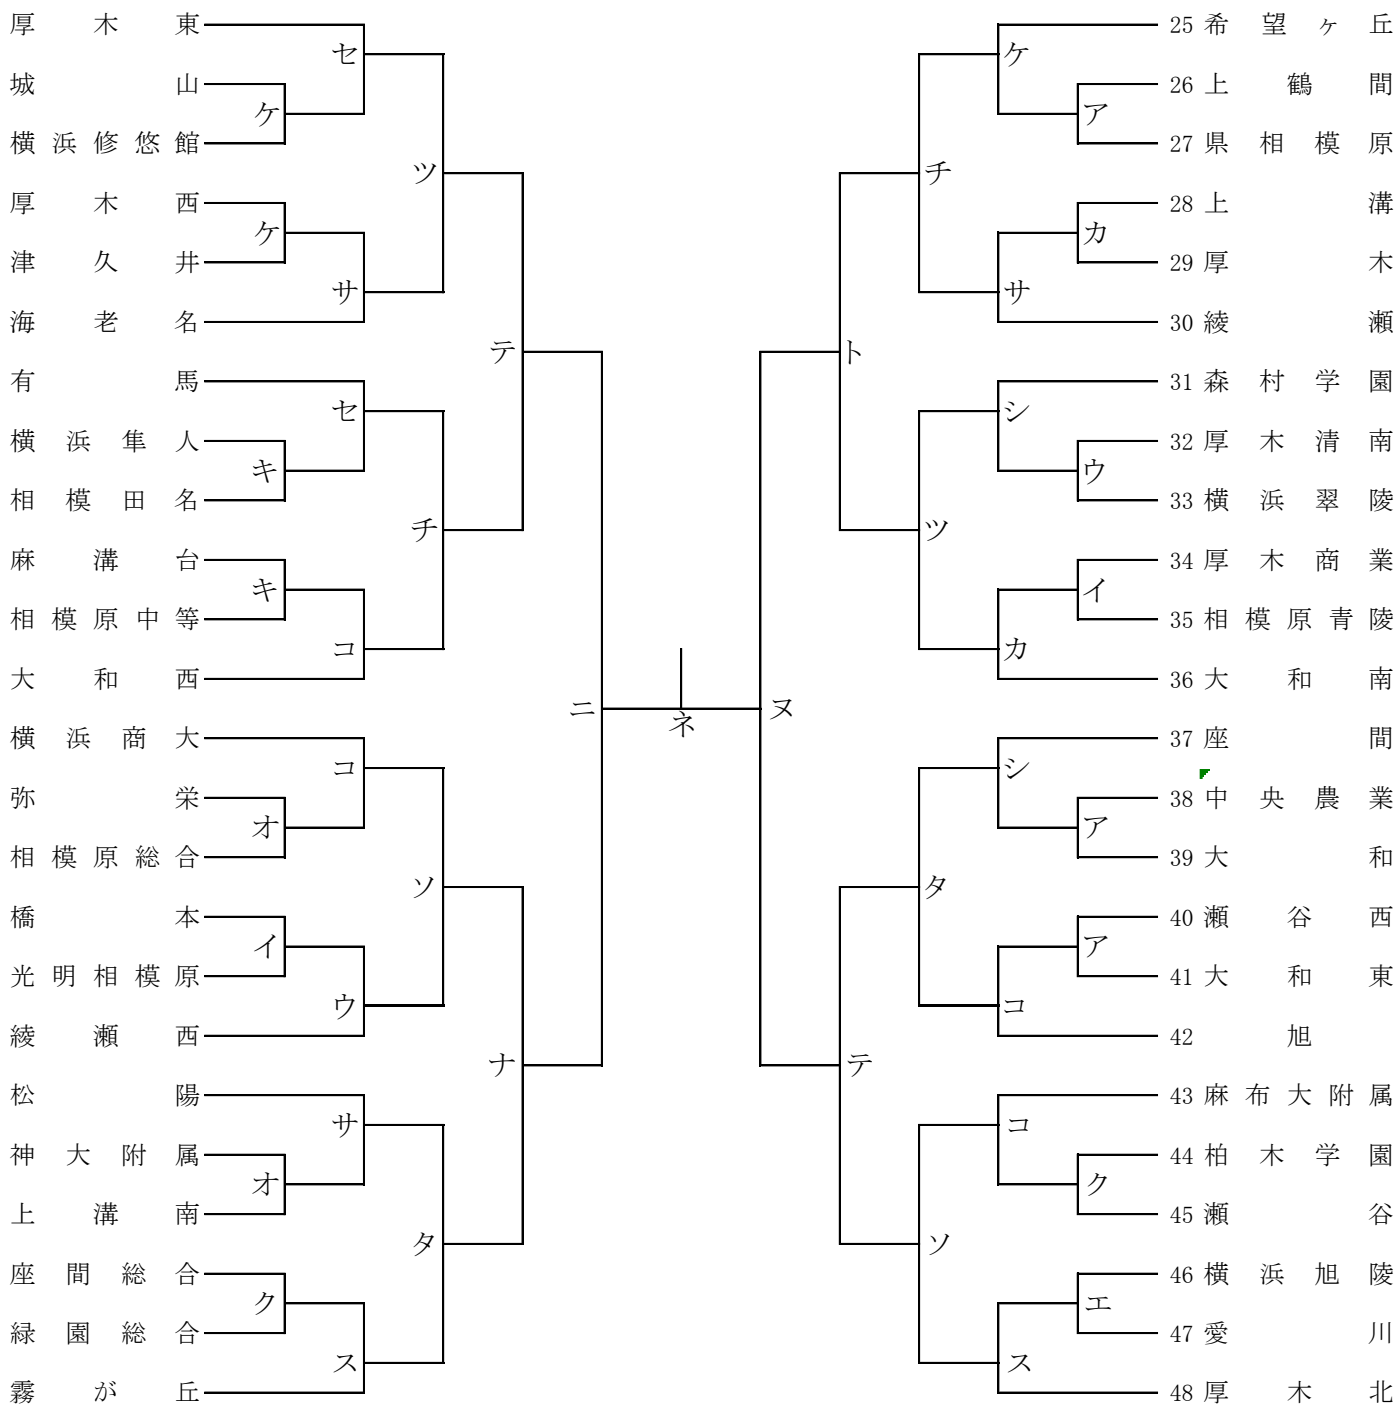 厚木東
セ
城山
ケ
横浜修悠館
ツ
厚木西
ケ
津久井
サ
海老名
テ
有馬
セ
横浜隼人
キ
相模田名
チ
麻溝台
キ
相模原中等
コ
大和西
ニ
横浜商大
コ
弥栄
オ
相模原総合
ソ
橋本
イ
光明相模原
ウ
綾瀬西
ナ
松陽
サ
神大附属
オ
上溝南
タ
座間総合
ク
緑園総合
ス
霧が丘
ネ
25 希望ヶ丘
ケ
26 上鶴間
ア
27 県相模原
チ
28 上溝
カ
29 厚木
サ
30 綾瀬
ト
31 森村学園
シ
32 厚木清南
ウ
33 横浜翠陵
ツ
34 厚木商業
イ
35 相模原青陵
カ
36 大和南
ヌ
37 座間
シ
38 中央農業
ア
39 大和
タ
40 瀬谷西
ア
41 大和東
コ
42 旭
テ
43 麻布大附属
コ
44 柏木学園
ク
45 瀬谷
ソ
46 横浜旭陵
エ
47 愛川
ス
48 厚木北